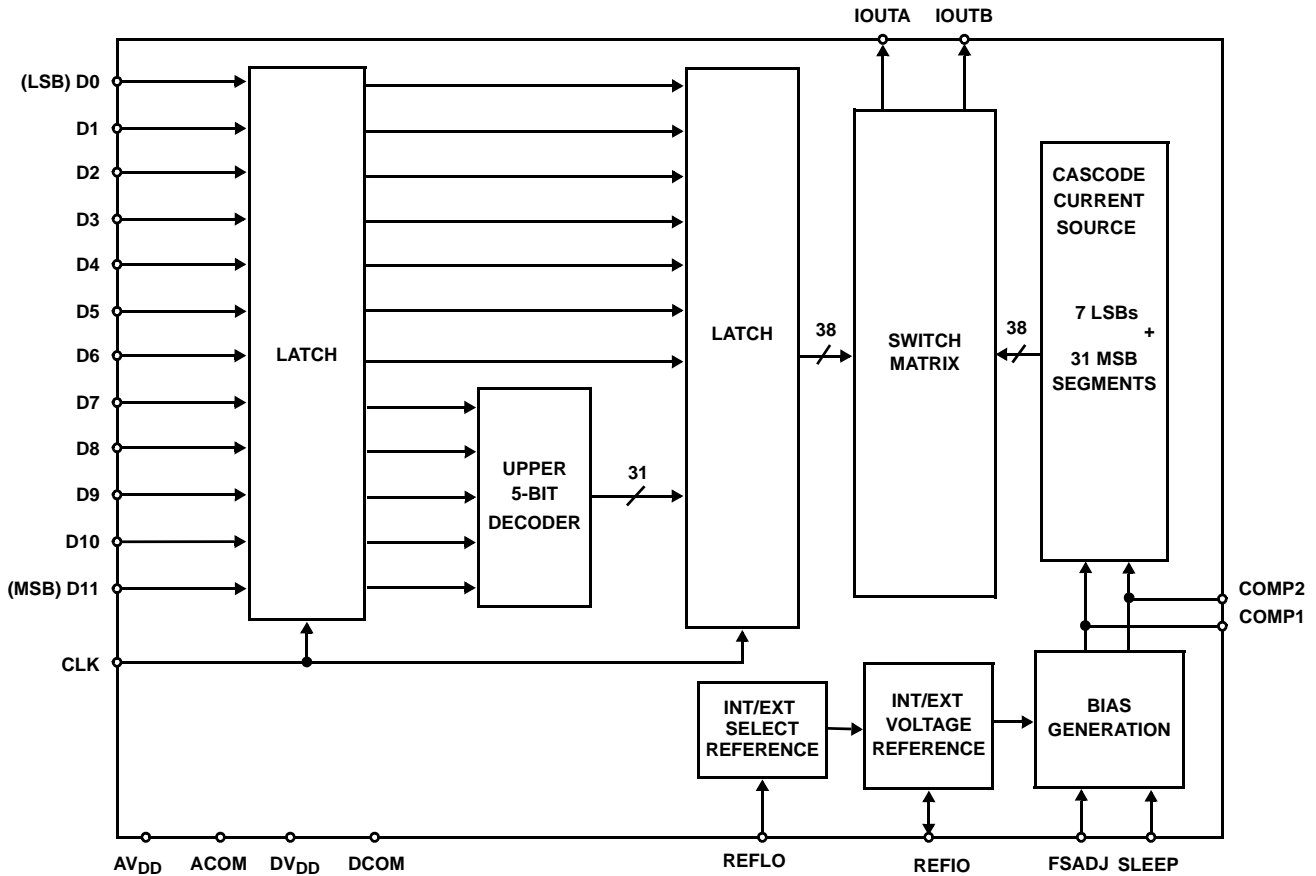 IOUTA IOUTB
(LSB) D0
D1
D2
D3
D4
D5
D6
D7
D8
D9
D10
(MSB) D11
CLK
LATCH
UPPER
5-BIT
DECODER
31
LATCH
38
SWITCH
MATRIX
38
CASCODE
CURRENT
SOURCE
7 LSBs
+
31 MSB
SEGMENTS
COMP2
COMP1
INT/EXT
SELECT
REFERENCE
INT/EXT
VOLTAGE
REFERENCE
BIAS
GENERATION
AVDD ACOM DVDD DCOM REFLO REFIO FSADJ SLEEP